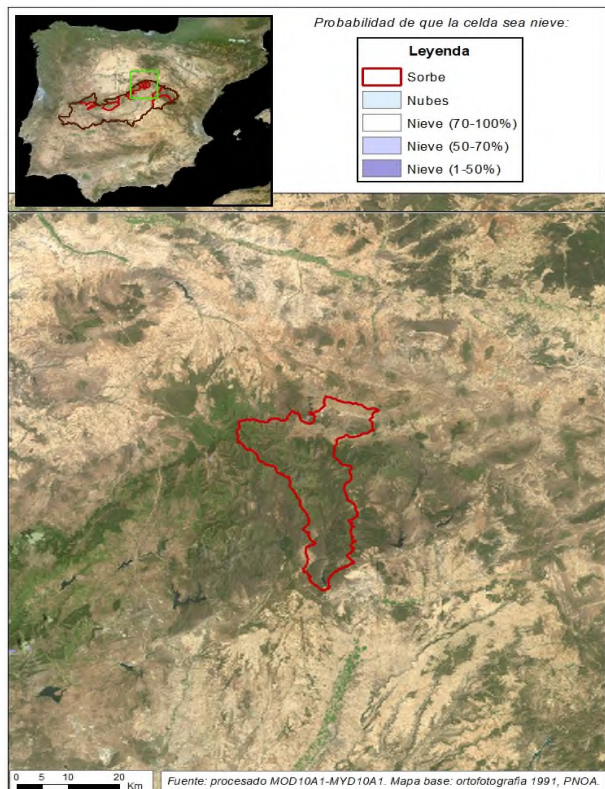 Probabilidad de que la celda sea nieve:
Leyenda
Sorbe
Nubes
Nieve (70-100%)
Nieve (50-70%)
Nieve (1-50%)
0 5 10 20
Km
Fuente: procesado MOD10A1-MYD10A1. Mapa base: ortofotografía 1991, PNOA.